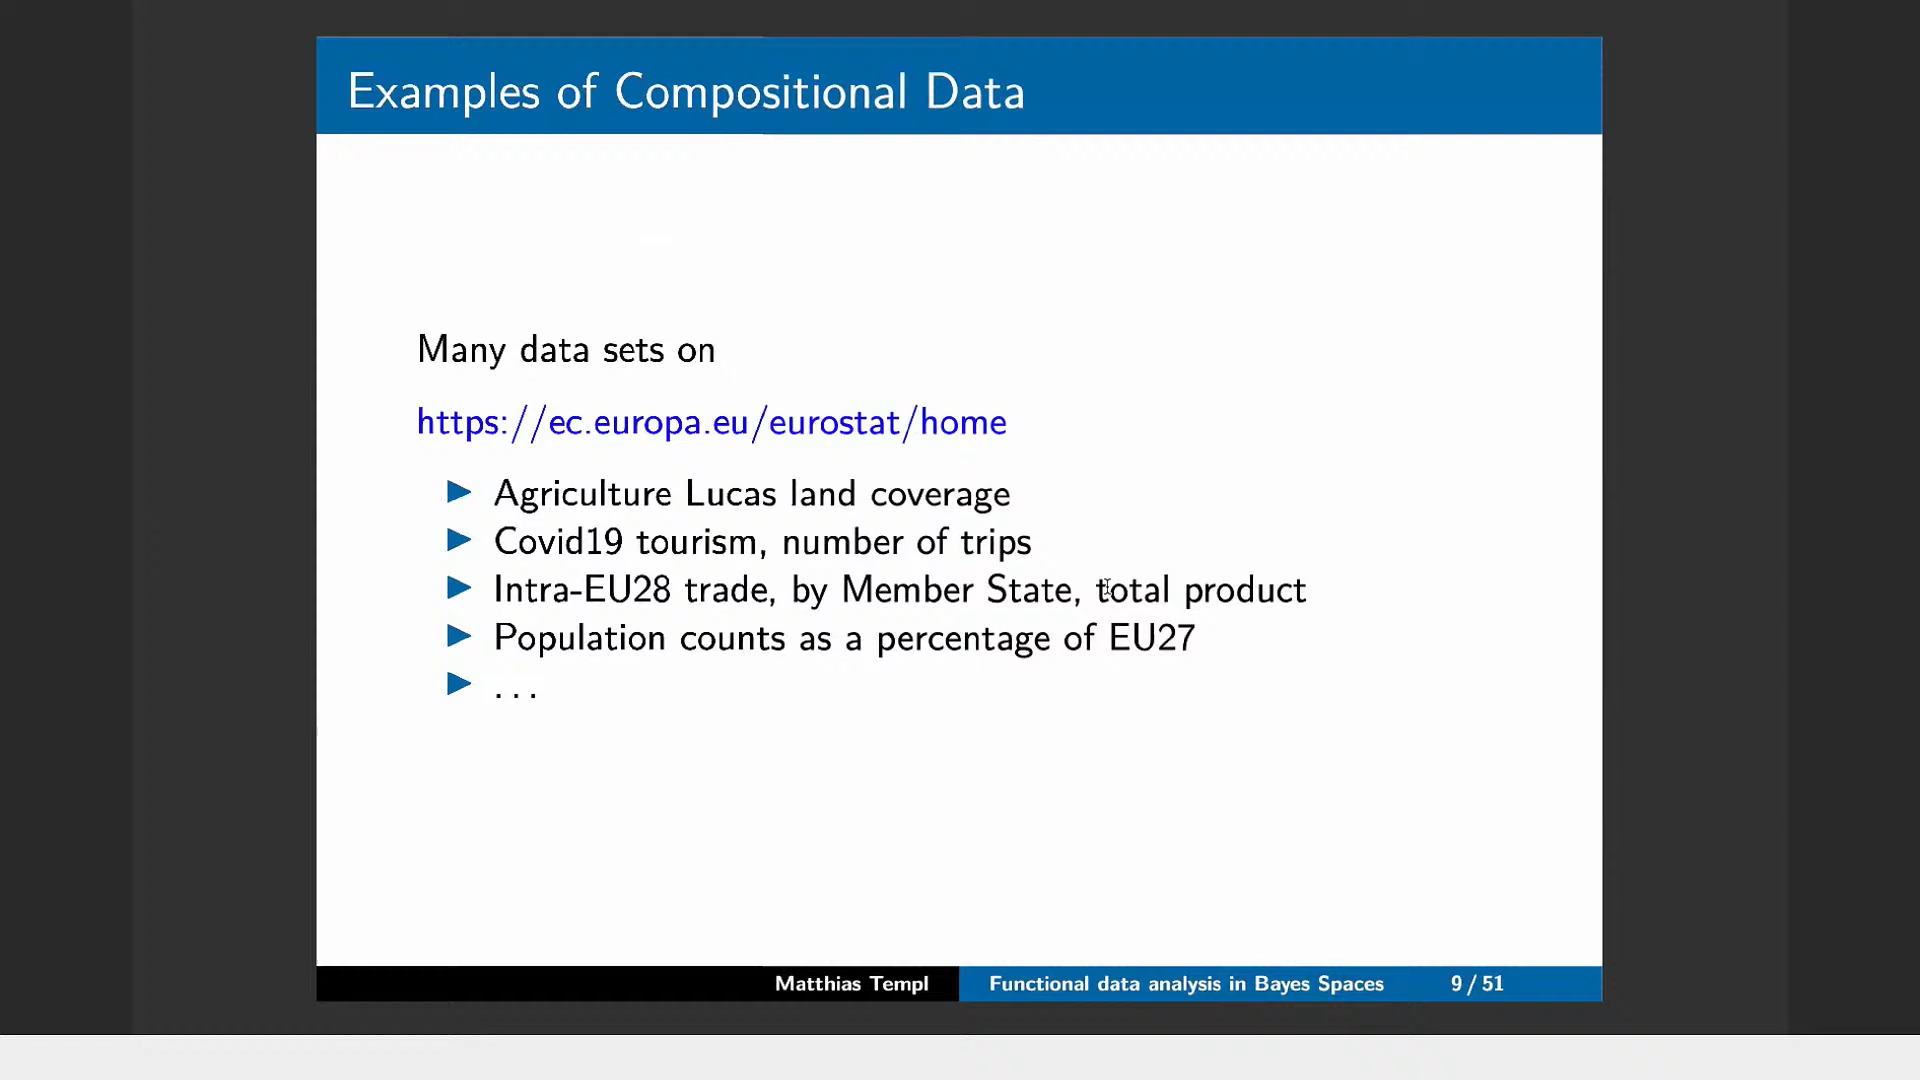 Examples of Compositional Data
Many data sets on
https://ec.europa.eu/eurostat/home
Agriculture Lucas land coverage
Covid19 tourism, number of trips
Intra-EU28 trade, by Member State, total product
Population counts as a percentage of EU27
. . .
Matthias Templ Functional data analysis in Bayes Spaces 9 / 51